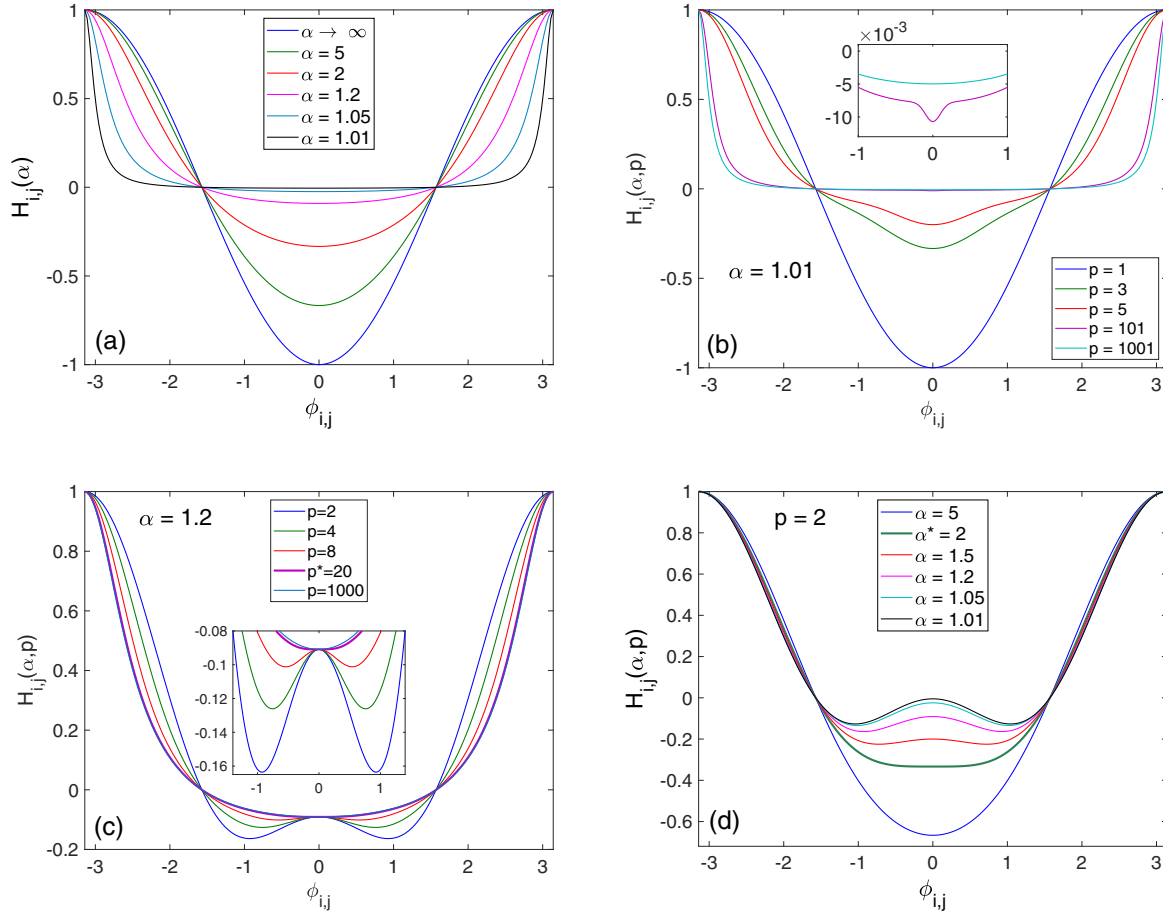 H_{i,j}(α)
1
0.5
0
-0.5
-1
α → ∞
α = 5
α = 2
α = 1.2
α = 1.05
α = 1.01
(a)
-3 -2 -1 0 1 2 3
ϕ_{i,j}
H_{i,j}(α,p)
1
0.5
0
-0.5
-1
×10^{-3}
0
-5
-10
-1 0 1
α = 1.01
p = 1
p = 3
p = 5
p = 101
p = 1001
(b)
-3 -2 -1 0 1 2 3
ϕ_{i,j}
H_{i,j}(α,p)
1
0.8
0.6
0.4
0.2
0
-0.2
α = 1.2
p=2
p=4
p=8
p*=20
p=1000
-0.08
-0.1
-0.12
-0.14
-0.16
-1 0 1
(c)
-3 -2 -1 0 1 2 3
ϕ_{i,j}
H_{i,j}(α,p)
1
0.8
0.6
0.4
0.2
0
-0.2
-0.4
-0.6
p = 2
α = 5
α* = 2
α = 1.5
α = 1.2
α = 1.05
α = 1.01
(d)
-3 -2 -1 0 1 2 3
ϕ_{i,j}